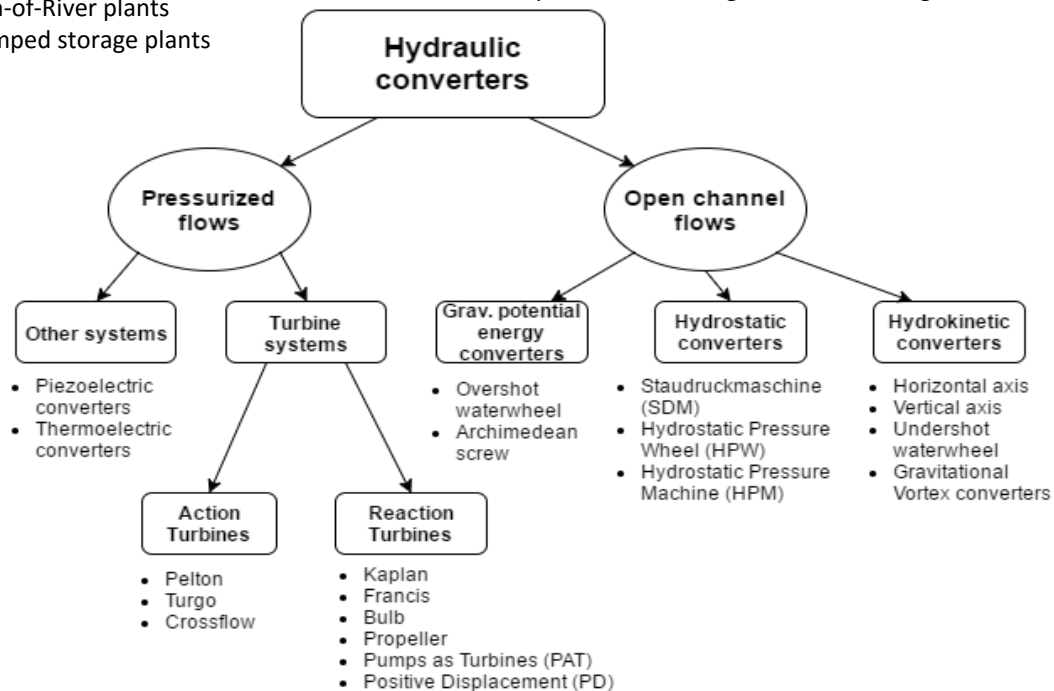 -of-River plants
mped storage plants
Hydraulic
converters
Pressurized
flows
Open channel
flows
Other systems
• Piezoelectric
converters
• Thermoelectric
converters
Turbine
systems
Action
Turbines
• Pelton
• Turgo
• Crossflow
Reaction
Turbines
• Kaplan
• Francis
• Bulb
• Propeller
• Pumps as Turbines (PAT)
• Positive Displacement (PD)
Grav. potential
energy
converters
• Overshot
waterwheel
• Archimedean
screw
Hydrostatic
converters
• Staudruckmaschine
(SDM)
• Hydrostatic Pressure
Wheel (HPW)
• Hydrostatic Pressure
Machine (HPM)
Hydrokinetic
converters
• Horizontal axis
• Vertical axis
• Undershot
waterwheel
• Gravitational
Vortex converters